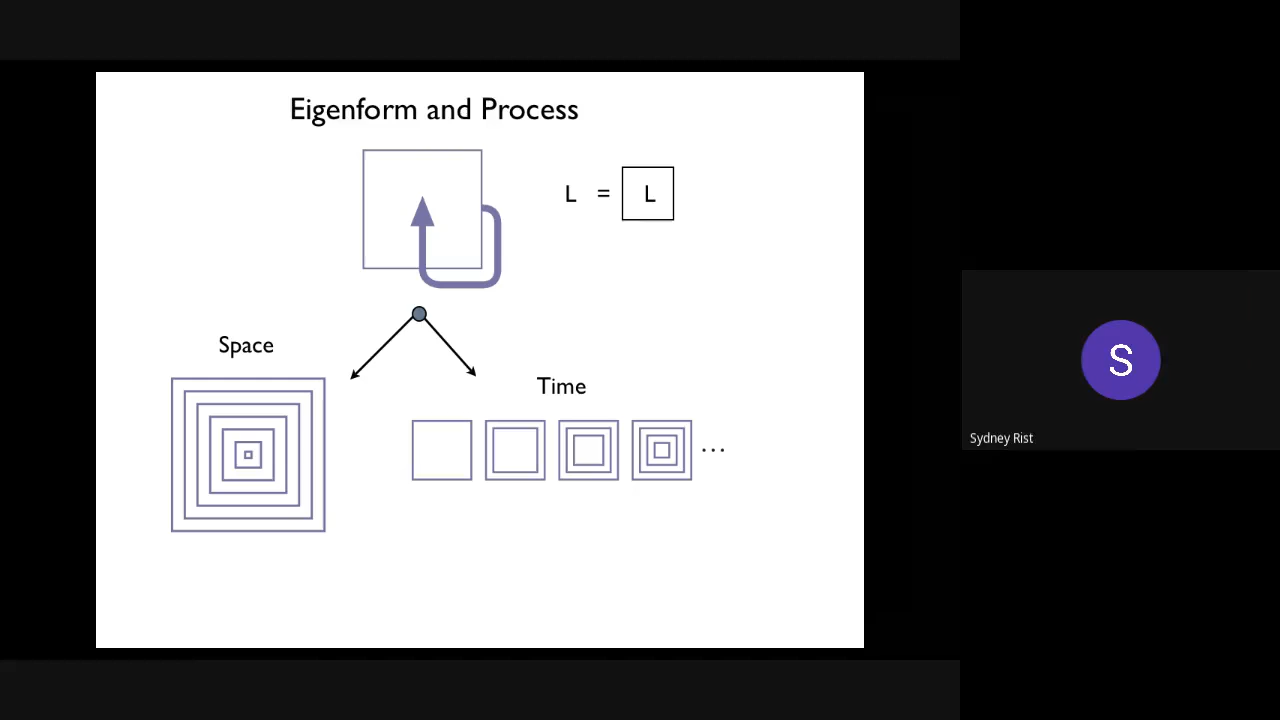 Eigenform and Process
L = L
Space
Time
...
S
Sydney Rist